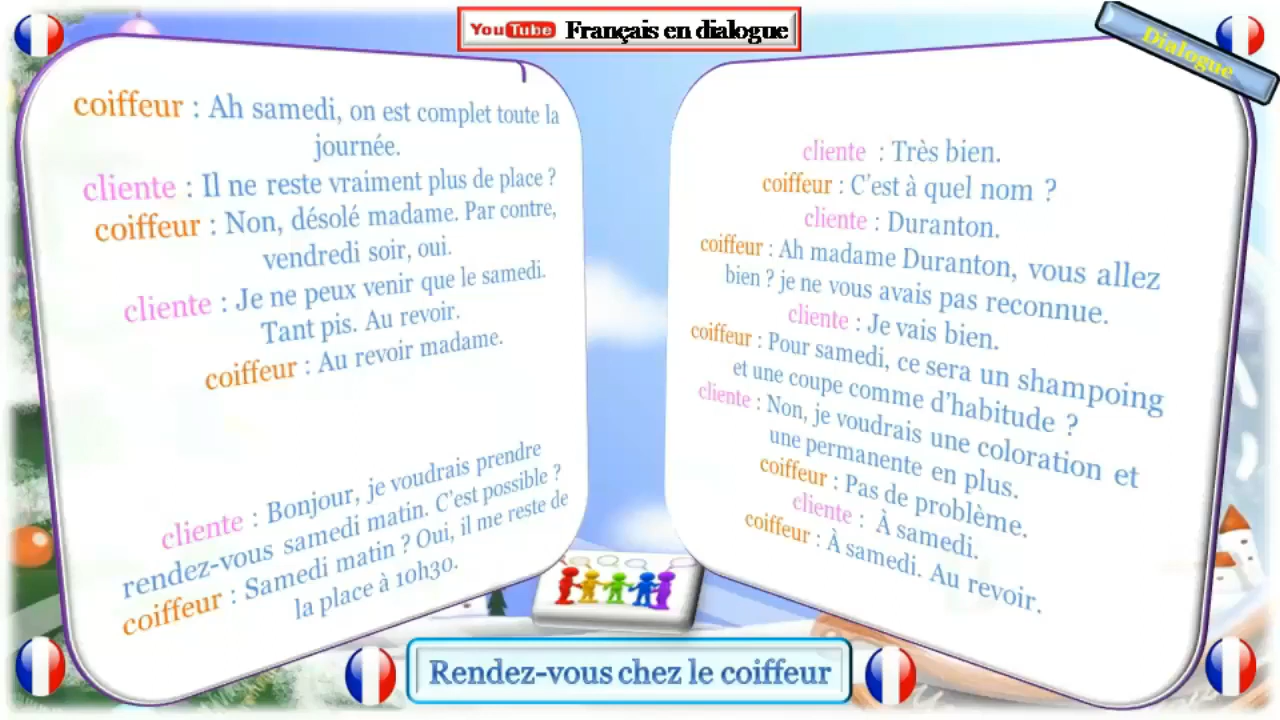 YouTube Français en dialogue
Dialogue
coiffeur : Ah samedi, on est complet toute la
journée.
cliente : Il ne reste vraiment plus de place ?
coiffeur : Non, désolé madame. Par contre,
vendredi soir, oui.
cliente : Je ne peux venir que le samedi.
Tant pis. Au revoir.
coiffeur : Au revoir madame.
cliente : Bonjour, je voudrais prendre
rendez-vous samedi matin. C'est possible ?
coiffeur : Samedi matin ? Oui, il me reste de
la place à 10h30.
cliente : Très bien.
coiffeur : C'est à quel nom ?
cliente : Duranton.
coiffeur : Ah madame Duranton, vous allez
bien ? je ne vous avais pas reconnue.
cliente : Je vais bien.
coiffeur : Pour samedi, ce sera un shampoing
et une coupe comme d'habitude ?
cliente : Non, je voudrais une coloration et
une permanente en plus.
coiffeur : Pas de problème.
cliente : À samedi.
coiffeur : À samedi. Au revoir.
Rendez-vous chez le coiffeur